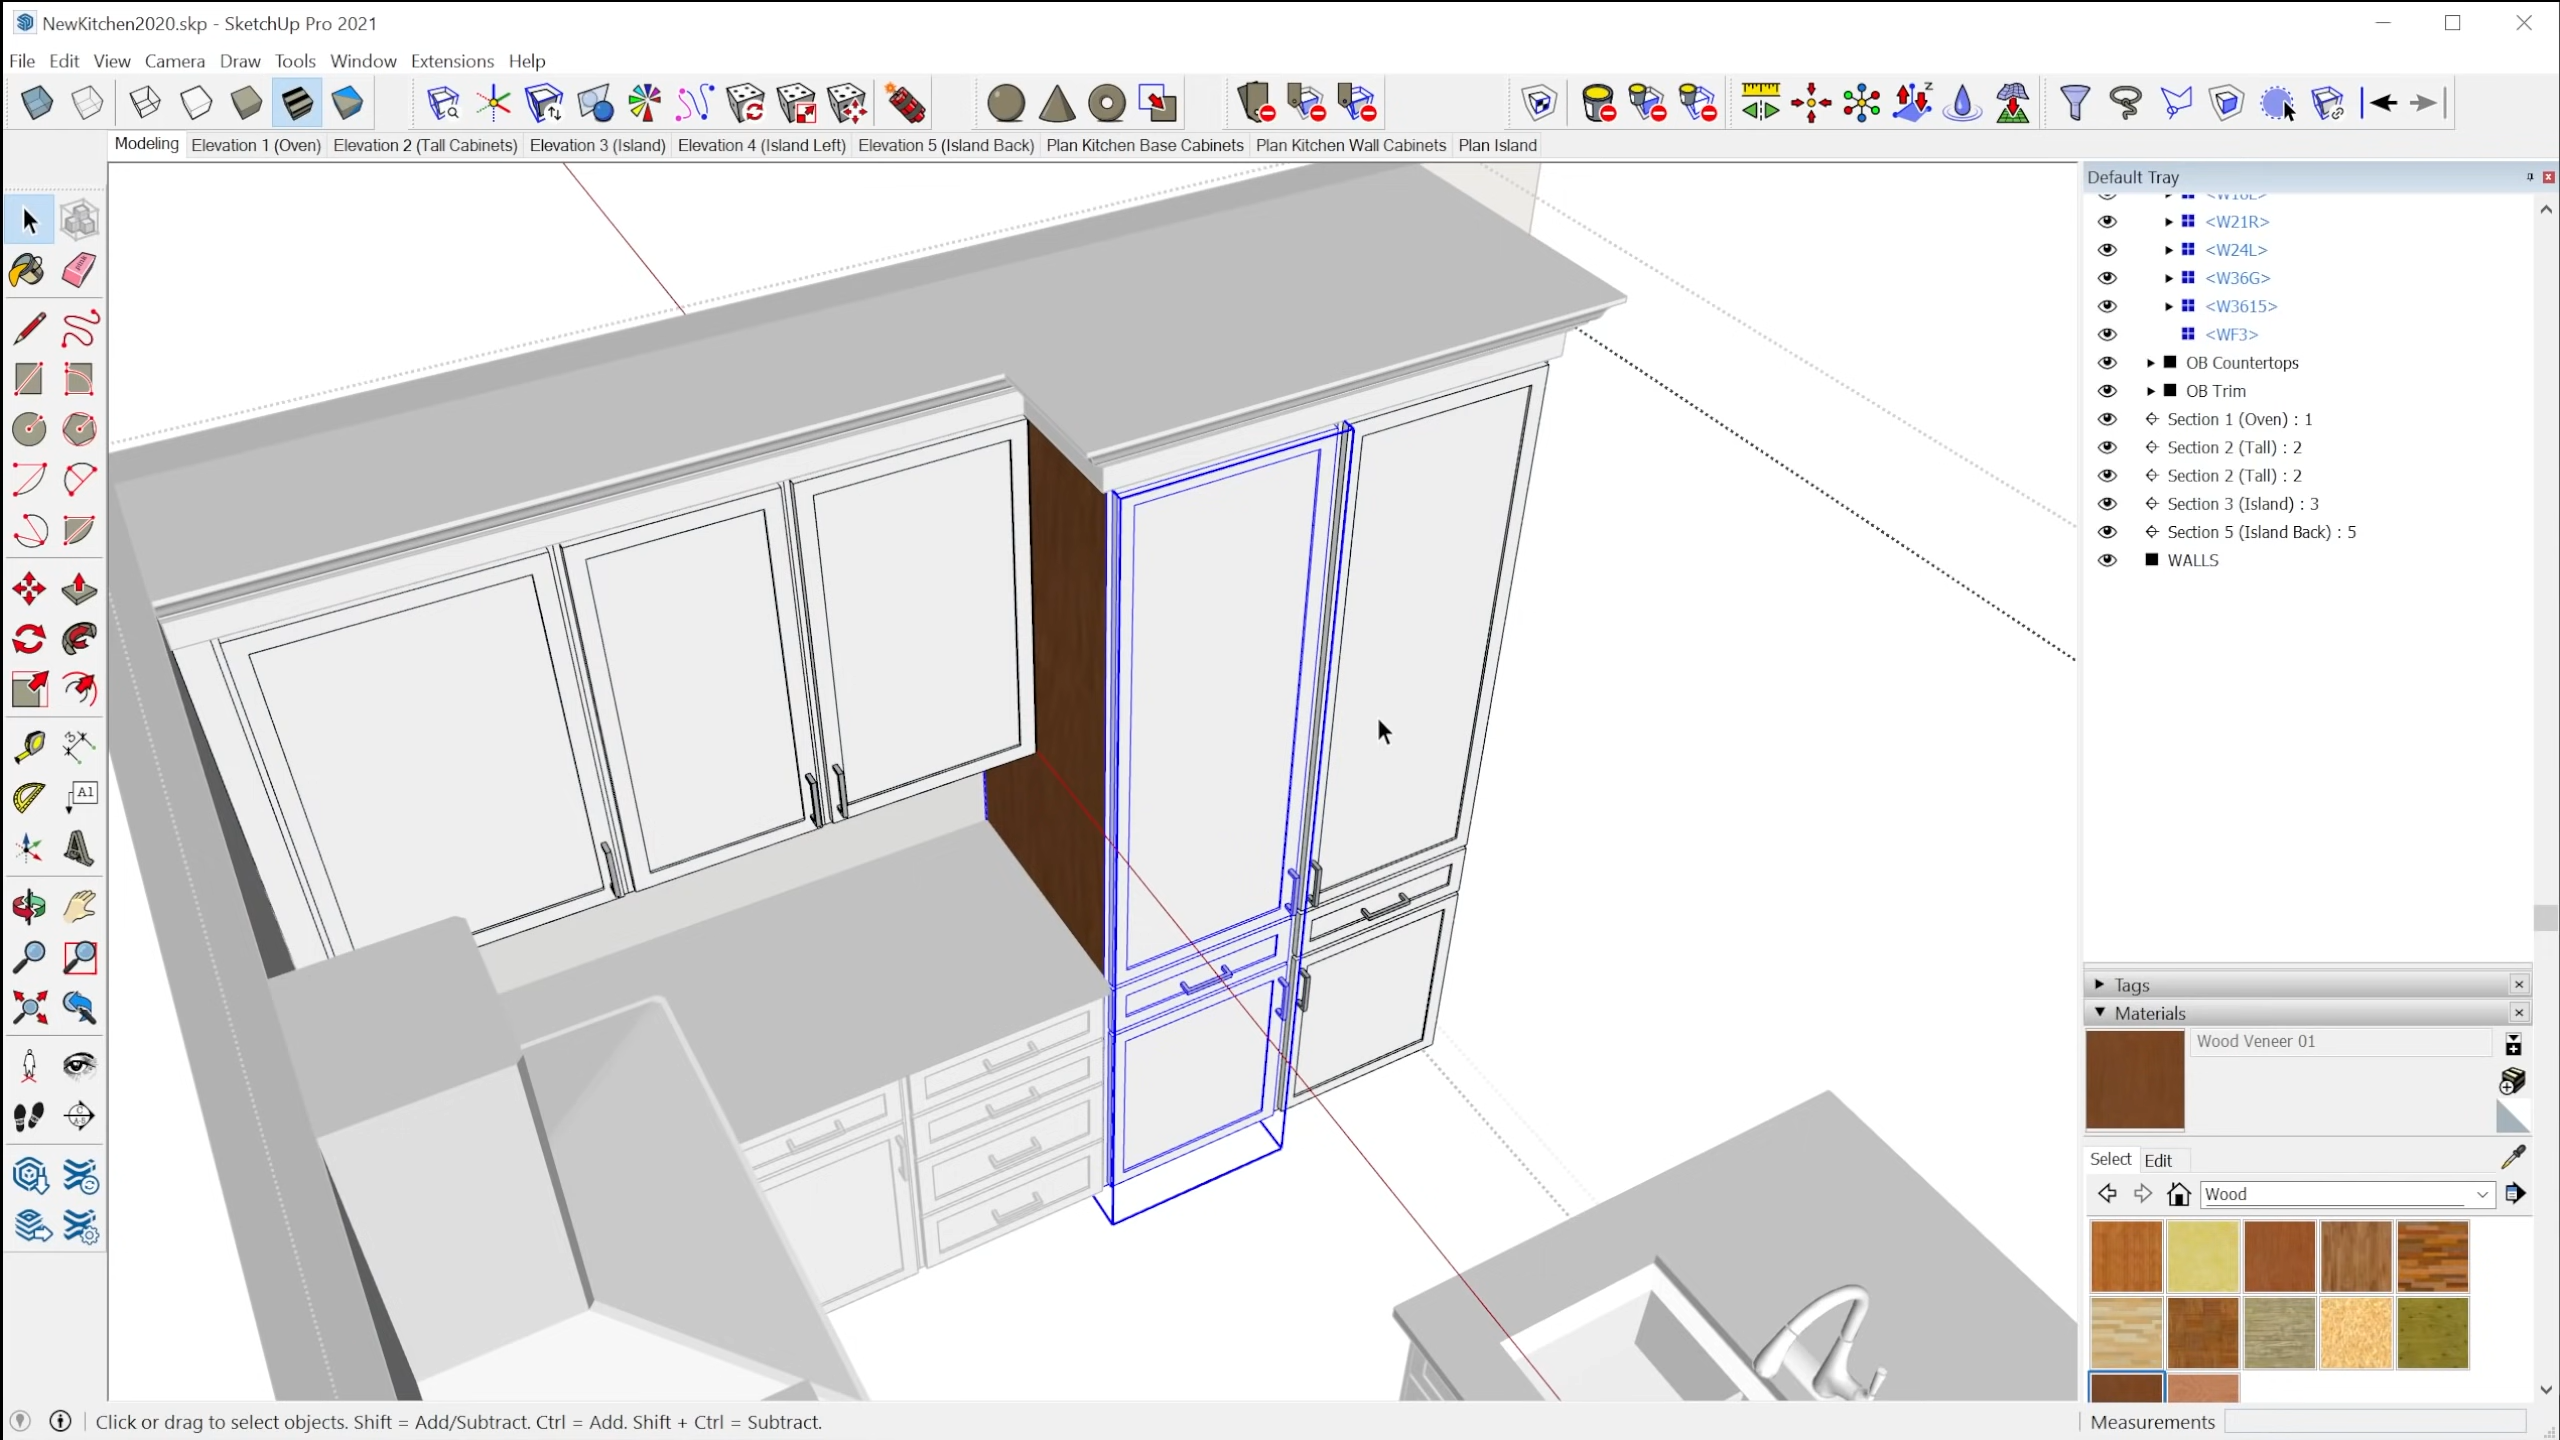 NewKitchen2020.skp - SketchUp Pro 2021
File Edit View Camera Draw Tools Window Extensions Help
Modeling Elevation 1 (Oven) Elevation 2 (Tall Cabinets) Elevation 3 (Island) Elevation 4 (Island Left) Elevation 5 (Island Back) Plan Kitchen Base Cabinets Plan Kitchen Wall Cabinets Plan Island
Default Tray
<W21R>
<W24L>
<W36G>
<W3615>
<WF3>
OB Countertops
OB Trim
Section 1 (Oven) : 1
Section 2 (Tall) : 2
Section 2 (Tall) : 2
Section 3 (Island) : 3
Section 5 (Island Back) : 5
WALLS
A1
Tags
Materials
Wood Veneer 01
Select Edit
Wood
Click or drag to select objects. Shift = Add/Subtract. Ctrl = Add. Shift + Ctrl = Subtract.
Measurements